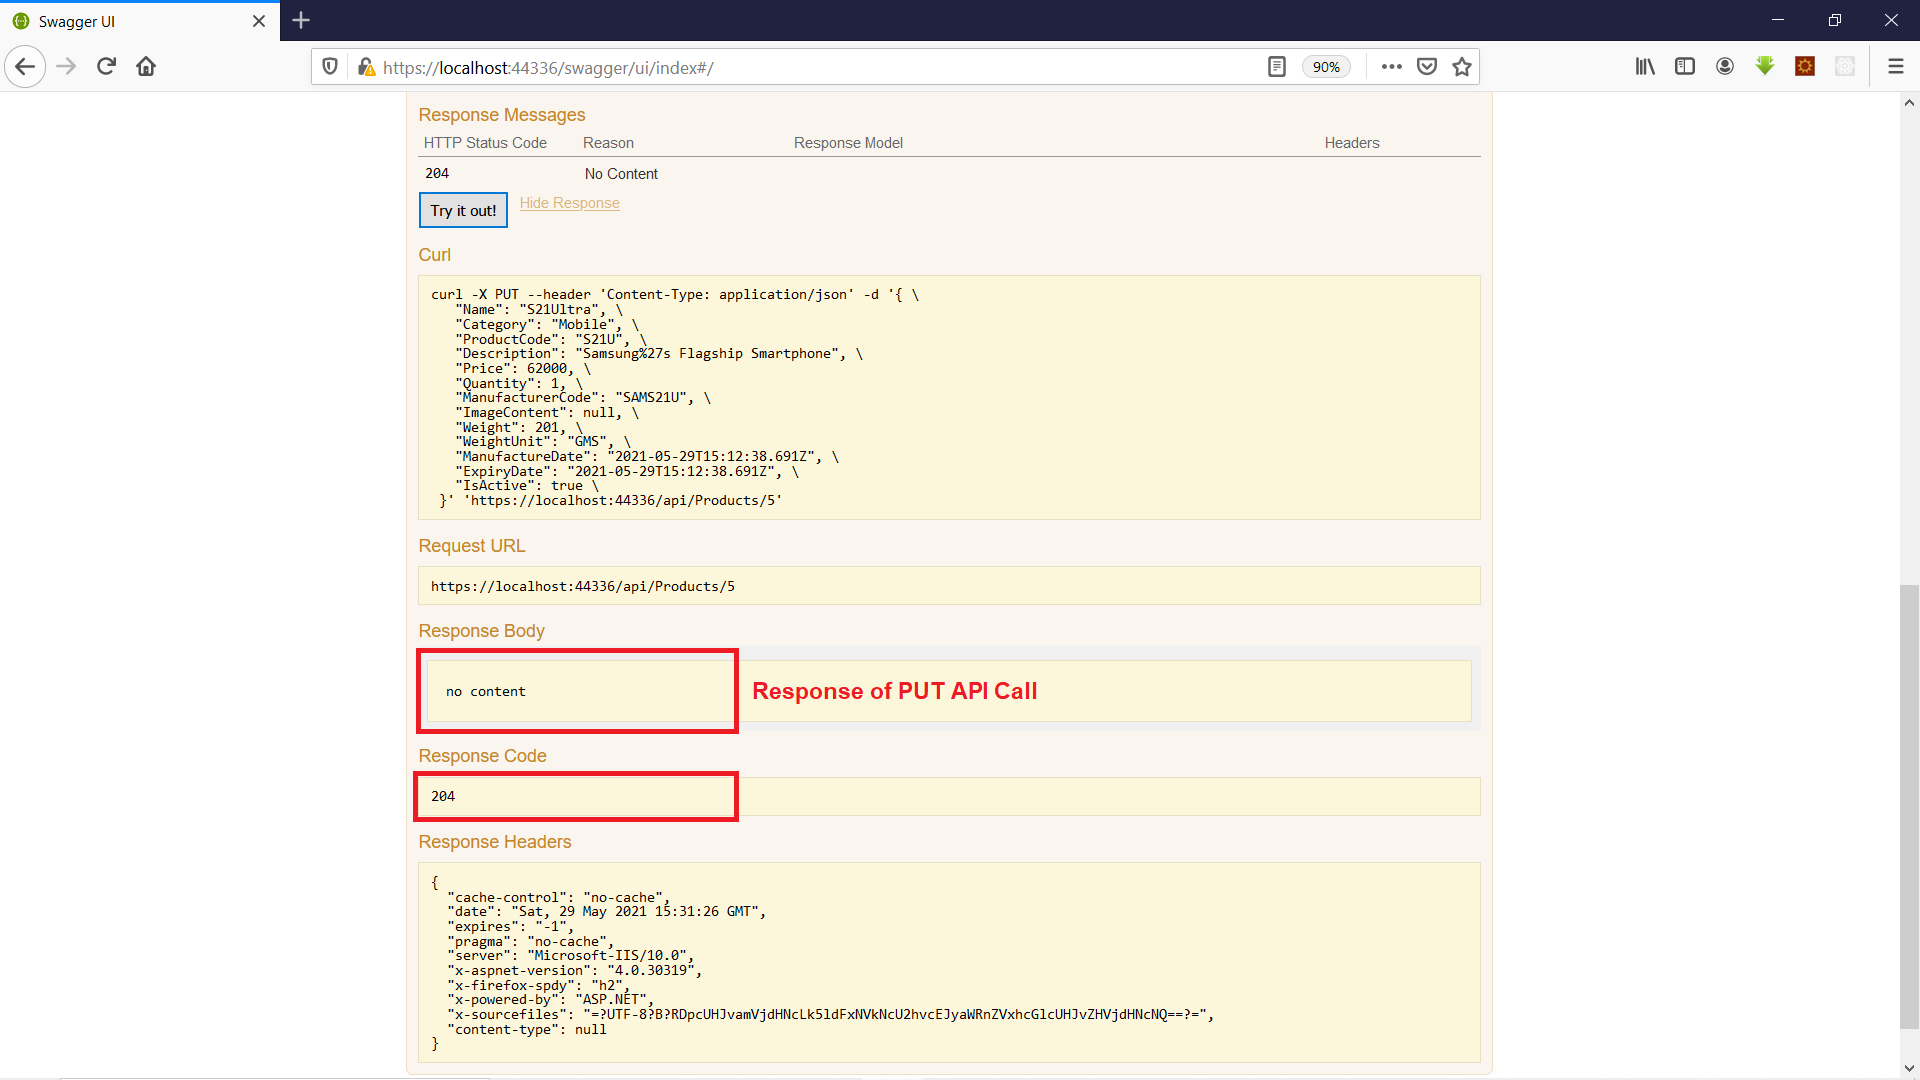 Swagger UI
https://localhost:44336/swagger/ui/index#/
90%
Response Messages
HTTP Status Code Reason Response Model Headers
204 No Content
Try it out! Hide Response
Curl
curl -X PUT --header 'Content-Type: application/json' -d '{ \
"Name": "S21Ultra", \
"Category": "Mobile", \
"ProductCode": "S21U", \
"Description": "Samsung%27s Flagship Smartphone", \
"Price": 62000, \
"Quantity": 1, \
"ManufacturerCode": "SAMS21U", \
"ImageContent": null, \
"Weight": 201, \
"WeightUnit": "GMS", \
"ManufactureDate": "2021-05-29T15:12:38.691Z", \
"ExpiryDate": "2021-05-29T15:12:38.691Z", \
"IsActive": true \
}' 'https://localhost:44336/api/Products/5'
Request URL
https://localhost:44336/api/Products/5
Response Body
no content Response of PUT API Call
Response Code
204
Response Headers
{
"cache-control": "no-cache",
"date": "Sat, 29 May 2021 15:31:26 GMT",
"expires": "-1",
"pragma": "no-cache",
"server": "Microsoft-IIS/10.0",
"x-aspnet-version": "4.0.30319",
"x-firefox-spdy": "h2",
"x-powered-by": "ASP.NET",
"x-sourcefiles": "=?UTF-8?B?RDpcUHJvamVjdHNcLk5ldFxNVkNcU2hvcEJyaWRnZVxhcGlcUHJvZHVjdHNcNQ==?=",
"content-type": null
}